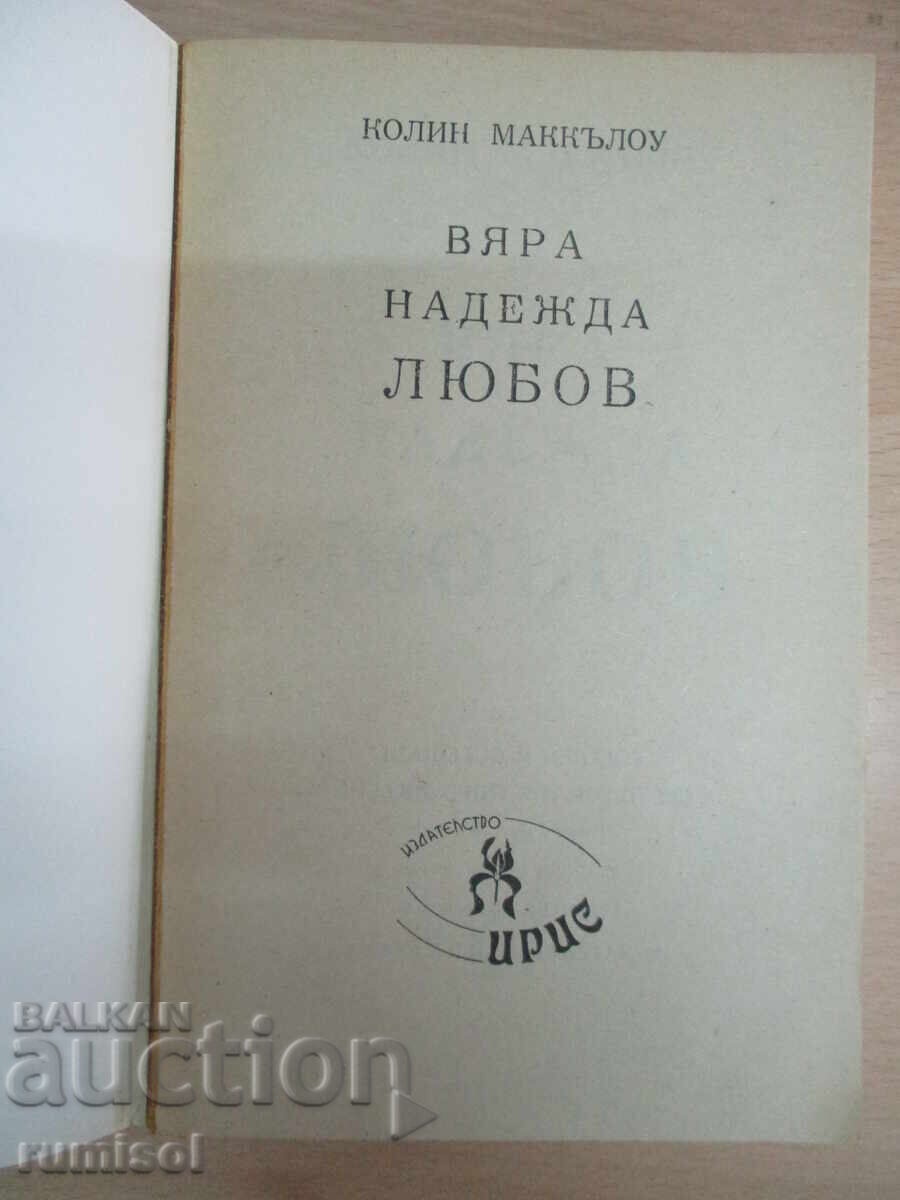 КОЛИН МАККЪЛОУ
ВЯРА
НАДЕЖДА
ЛЮБОВ
ИЗДАТЕЛСТВО
ИРИС
BALKAN
auction
rumisol